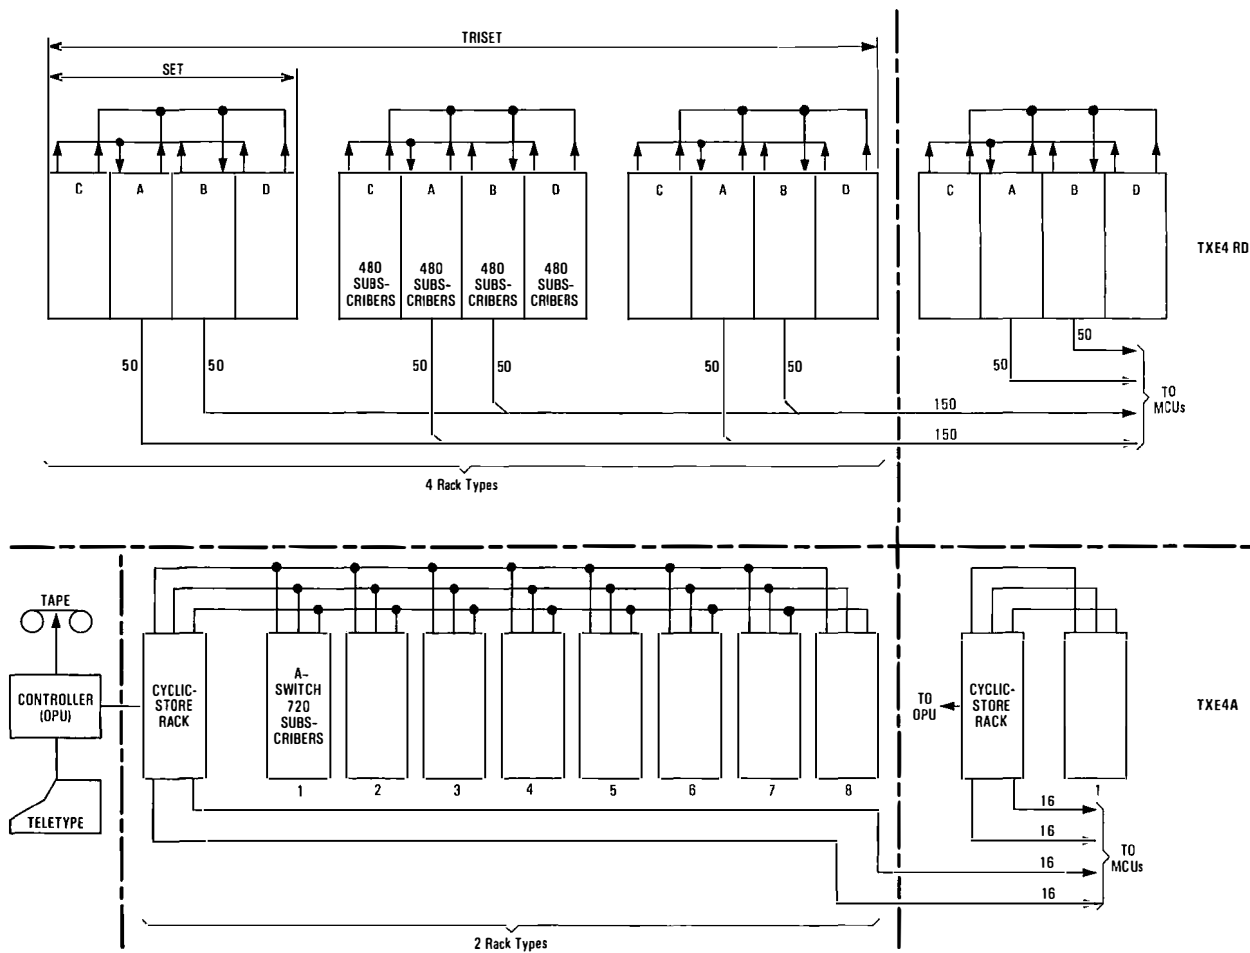 TRISET
SET
C A B D
C A B D
C A B D
C A B D
480 SUBS-CRIBERS
480 SUBS-CRIBERS
480 SUBS-CRIBERS
480 SUBS-CRIBERS
TXE4 RD
50 50
50 50
50 50
50
50
TO
MCUs
150
150
4 Rack Types
TAPE
CONTROLLER
(OPU)
TELETYPE
CYCLIC-
STORE
RACK
A-
SWITCH
720
SUBS-
CRIBERS
1 2 3 4 5 6 7 8
TO
OPU
CYCLIC-
STORE
RACK
1
TXE4A
16
16
16
16
TO
MCUs
2 Rack Types